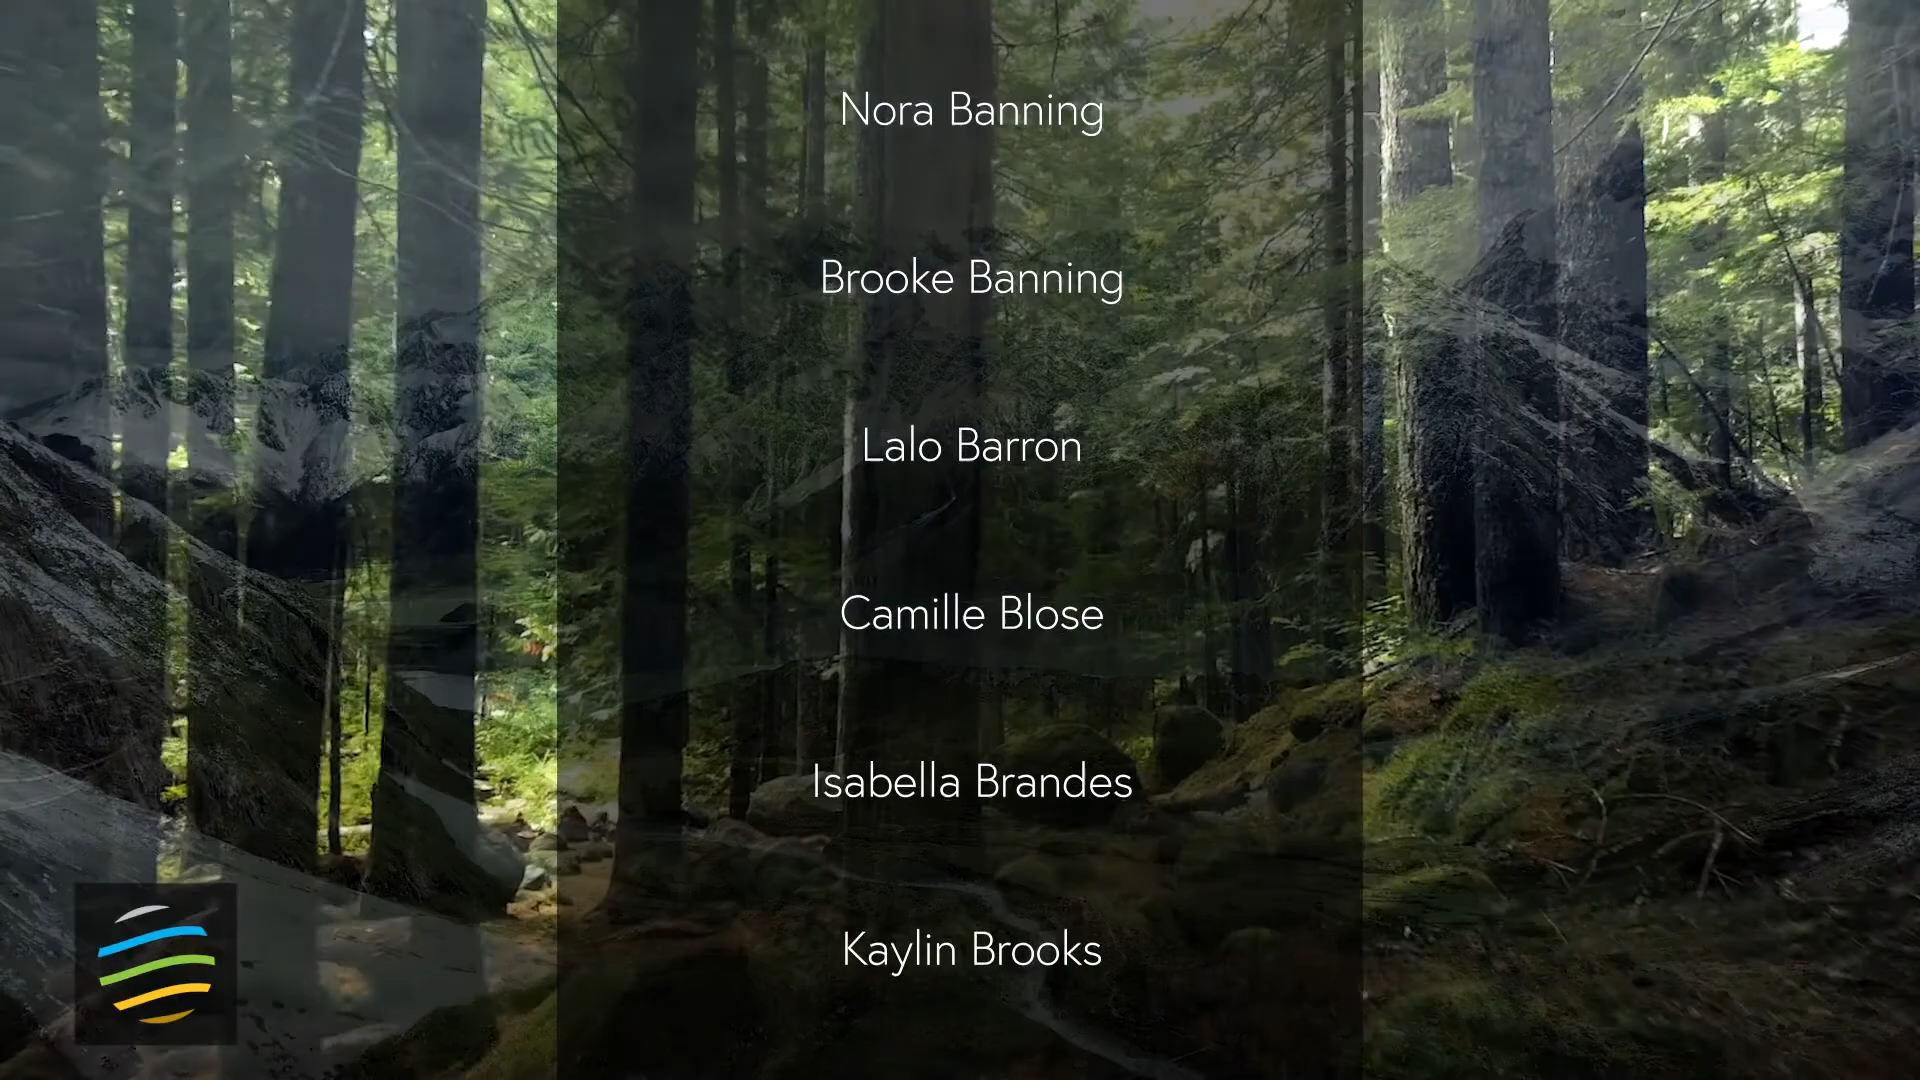 Nora Banning
Brooke Banning
Lalo Barron
Camille Blose
Isabella Brandes
Kaylin Brooks